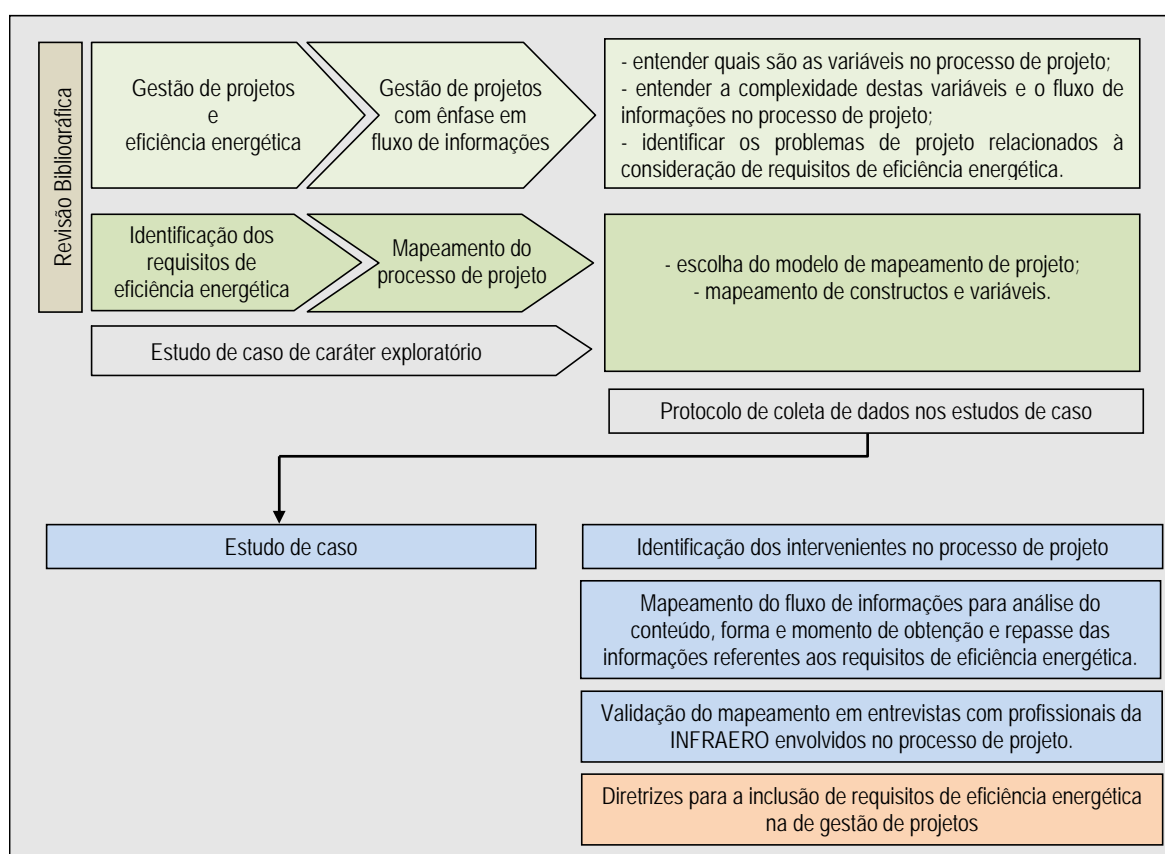 Revisão Bibliográfica
Gestão de projetos
e
eficiência energética
Gestão de projetos
com ênfase em
fluxo de informações
- entender quais são as variáveis no processo de projeto;
- entender a complexidade destas variáveis e o fluxo de
informações no processo de projeto;
- identificar os problemas de projeto relacionados à
consideração de requisitos de eficiência energética.
Identificação dos
requisitos de
eficiência energética
Mapeamento do
processo de projeto
- escolha do modelo de mapeamento de projeto;
- mapeamento de constructos e variáveis.
Estudo de caso de caráter exploratório
Protocolo de coleta de dados nos estudos de caso
Estudo de caso
Identificação dos intervenientes no processo de projeto
Mapeamento do fluxo de informações para análise do
conteúdo, forma e momento de obtenção e repasse das
informações referentes aos requisitos de eficiência energética.
Validação do mapeamento em entrevistas com profissionais da
INFRAERO envolvidos no processo de projeto.
Diretrizes para a inclusão de requisitos de eficiência energética
na de gestão de projetos